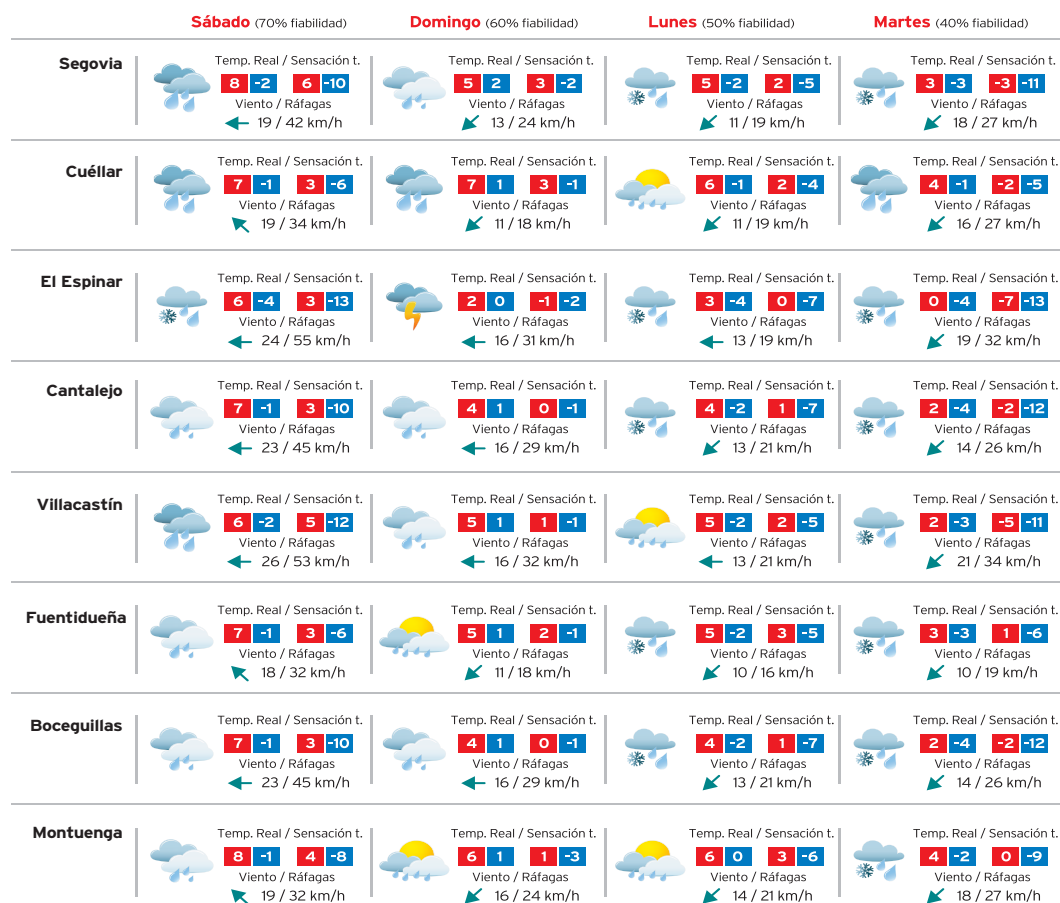 Sábado (70% fiabilidad) Domingo (60% fiabilidad) Lunes (50% fiabilidad) Martes (40% fiabilidad)
Segovia
Temp. Real / Sensación t. Temp. Real / Sensación t. Temp. Real / Sensación t. Temp. Real / Sensación t.
8 -2 6 -10 5 2 3 -2 5 -2 2 -5 3 -3 -3 -11
Viento / Ráfagas Viento / Ráfagas Viento / Ráfagas Viento / Ráfagas
19 / 42 km/h 13 / 24 km/h 11 / 19 km/h 18 / 27 km/h
Cuéllar
Temp. Real / Sensación t. Temp. Real / Sensación t. Temp. Real / Sensación t. Temp. Real / Sensación t.
7 -1 3 -6 7 1 3 -1 6 -1 2 -4 4 -1 -2 -5
Viento / Ráfagas Viento / Ráfagas Viento / Ráfagas Viento / Ráfagas
19 / 34 km/h 11 / 18 km/h 11 / 19 km/h 16 / 27 km/h
El Espinar
Temp. Real / Sensación t. Temp. Real / Sensación t. Temp. Real / Sensación t. Temp. Real / Sensación t.
6 -4 3 -13 2 0 -1 -2 3 -4 0 -7 0 -4 -7 -13
Viento / Ráfagas Viento / Ráfagas Viento / Ráfagas Viento / Ráfagas
24 / 55 km/h 16 / 31 km/h 13 / 19 km/h 19 / 32 km/h
Cantalejo
Temp. Real / Sensación t. Temp. Real / Sensación t. Temp. Real / Sensación t. Temp. Real / Sensación t.
7 -1 3 -10 4 1 0 -1 4 -2 1 -7 2 -4 -2 -12
Viento / Ráfagas Viento / Ráfagas Viento / Ráfagas Viento / Ráfagas
23 / 45 km/h 16 / 29 km/h 13 / 21 km/h 14 / 26 km/h
Villacastín
Temp. Real / Sensación t. Temp. Real / Sensación t. Temp. Real / Sensación t. Temp. Real / Sensación t.
6 -2 5 -12 5 1 1 -1 5 -2 2 -5 2 -3 -5 -11
Viento / Ráfagas Viento / Ráfagas Viento / Ráfagas Viento / Ráfagas
26 / 53 km/h 16 / 32 km/h 13 / 21 km/h 21 / 34 km/h
Fuentidueña
Temp. Real / Sensación t. Temp. Real / Sensación t. Temp. Real / Sensación t. Temp. Real / Sensación t.
7 -1 3 -6 5 1 2 -1 5 -2 3 -5 3 -3 1 -6
Viento / Ráfagas Viento / Ráfagas Viento / Ráfagas Viento / Ráfagas
18 / 32 km/h 11 / 18 km/h 10 / 16 km/h 10 / 19 km/h
Boceguillas
Temp. Real / Sensación t. Temp. Real / Sensación t. Temp. Real / Sensación t. Temp. Real / Sensación t.
7 -1 3 -10 4 1 0 -1 4 -2 1 -7 2 -4 -2 -12
Viento / Ráfagas Viento / Ráfagas Viento / Ráfagas Viento / Ráfagas
23 / 45 km/h 16 / 29 km/h 13 / 21 km/h 14 / 26 km/h
Montuenga
Temp. Real / Sensación t. Temp. Real / Sensación t. Temp. Real / Sensación t. Temp. Real / Sensación t.
8 -1 4 -8 6 1 1 -3 6 0 3 -6 4 -2 0 -9
Viento / Ráfagas Viento / Ráfagas Viento / Ráfagas Viento / Ráfagas
19 / 32 km/h 16 / 24 km/h 14 / 21 km/h 18 / 27 km/h